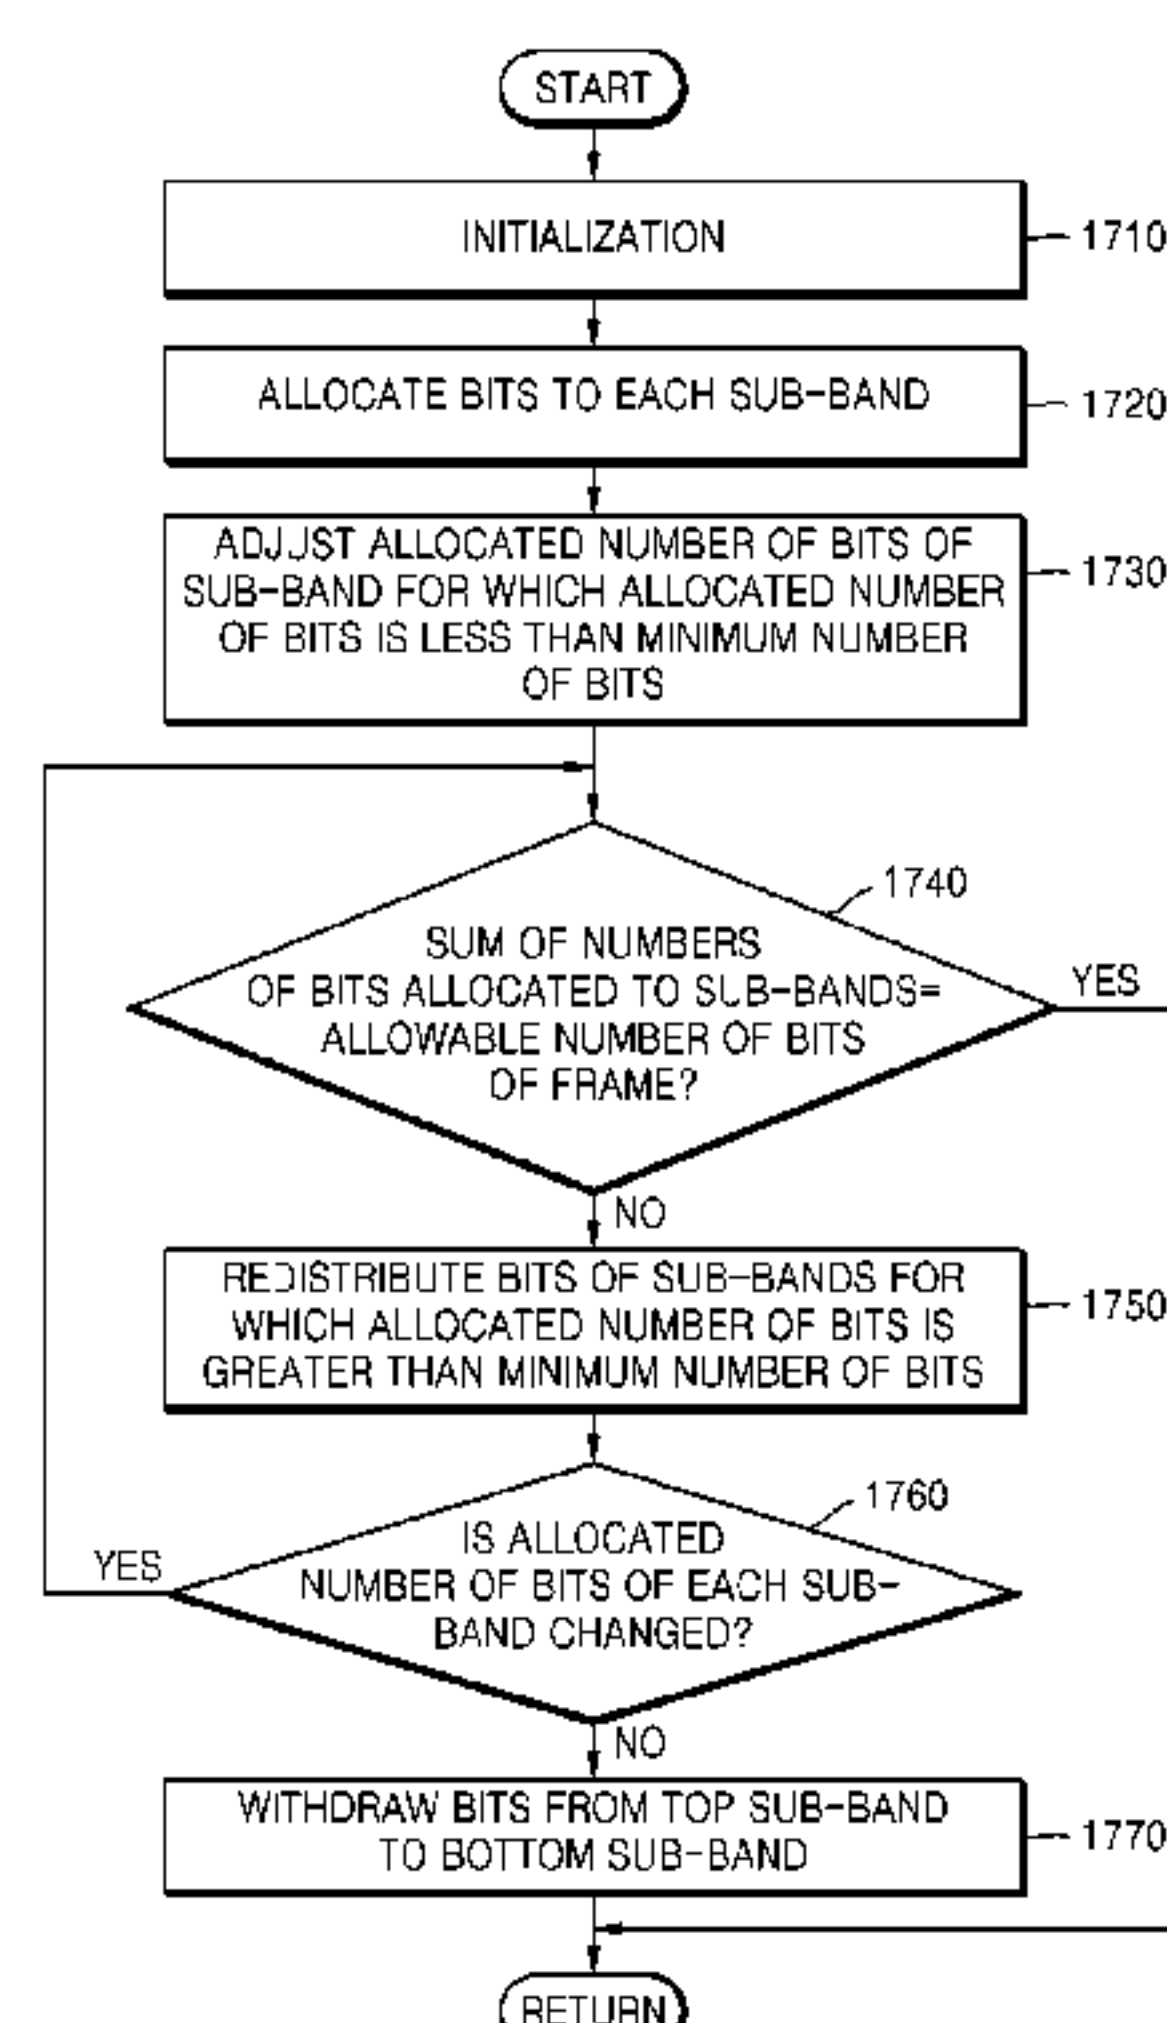 START
INITIALIZATION
1710
ALLOCATE BITS TO EACH SUB-BAND
1720
ADJUST ALLOCATED NUMBER OF BITS OF
SUB-BAND FOR WHICH ALLOCATED NUMBER
OF BITS IS LESS THAN MINIMUM NUMBER
OF BITS
1730
1740
SUM OF NUMBERS
OF BITS ALLOCATED TO SUB-BANDS=
ALLOWABLE NUMBER OF BITS
OF FRAME?
YES
NO
REDISTRIBUTE BITS OF SUB-BANDS FOR
WHICH ALLOCATED NUMBER OF BITS IS
GREATER THAN MINIMUM NUMBER OF BITS
1750
1760
IS ALLOCATED
NUMBER OF BITS OF EACH SUB-
BAND CHANGED?
YES
NO
WITHDRAW BITS FROM TOP SUB-BAND
TO BOTTOM SUB-BAND
1770
RETURN